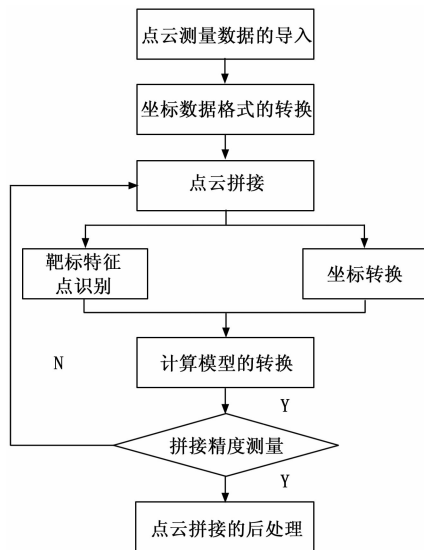 点云测量数据的导入
坐标数据格式的转换
点云拼接
靶标特征
点识别
坐标转换
N
计算模型的转换
Y
拼接精度测量
Y
点云拼接的后处理